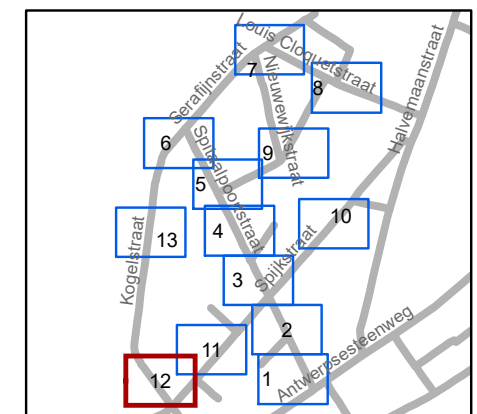 Louis Cloquetstraat
7
8
Serafijnstraat
Nieuwewijkstraat
Halvemaanstraat
6
9
Spitaalpoortstraat
5
10
4
13
Kogelstraat
Spijkstraat
3
2
11
Antwerpsesteenweg
1
12